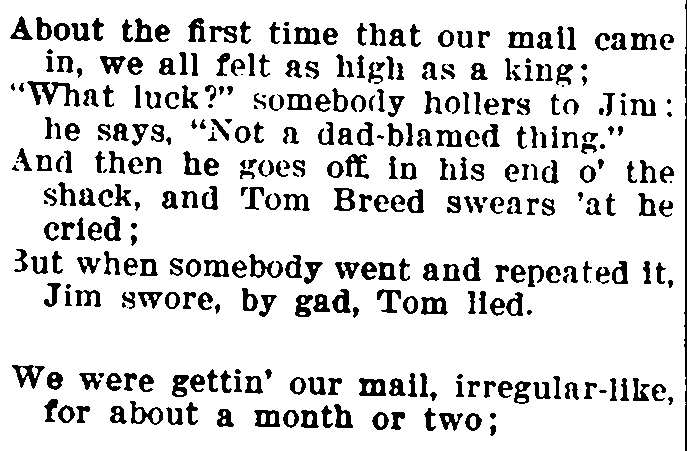 About the first time that our mail came
in, we all felt as high as a king;
"What luck?" somebody hollers to Jim:
he says, "Not a dad-blamed thing."
And then he goes off in his end o' the
shack, and Tom Breed swears 'at he
cried;
But when somebody went and repeated it,
Jim swore, by gad, Tom lied.
We were gettin' our mail, irregular-like,
for about a month or two;